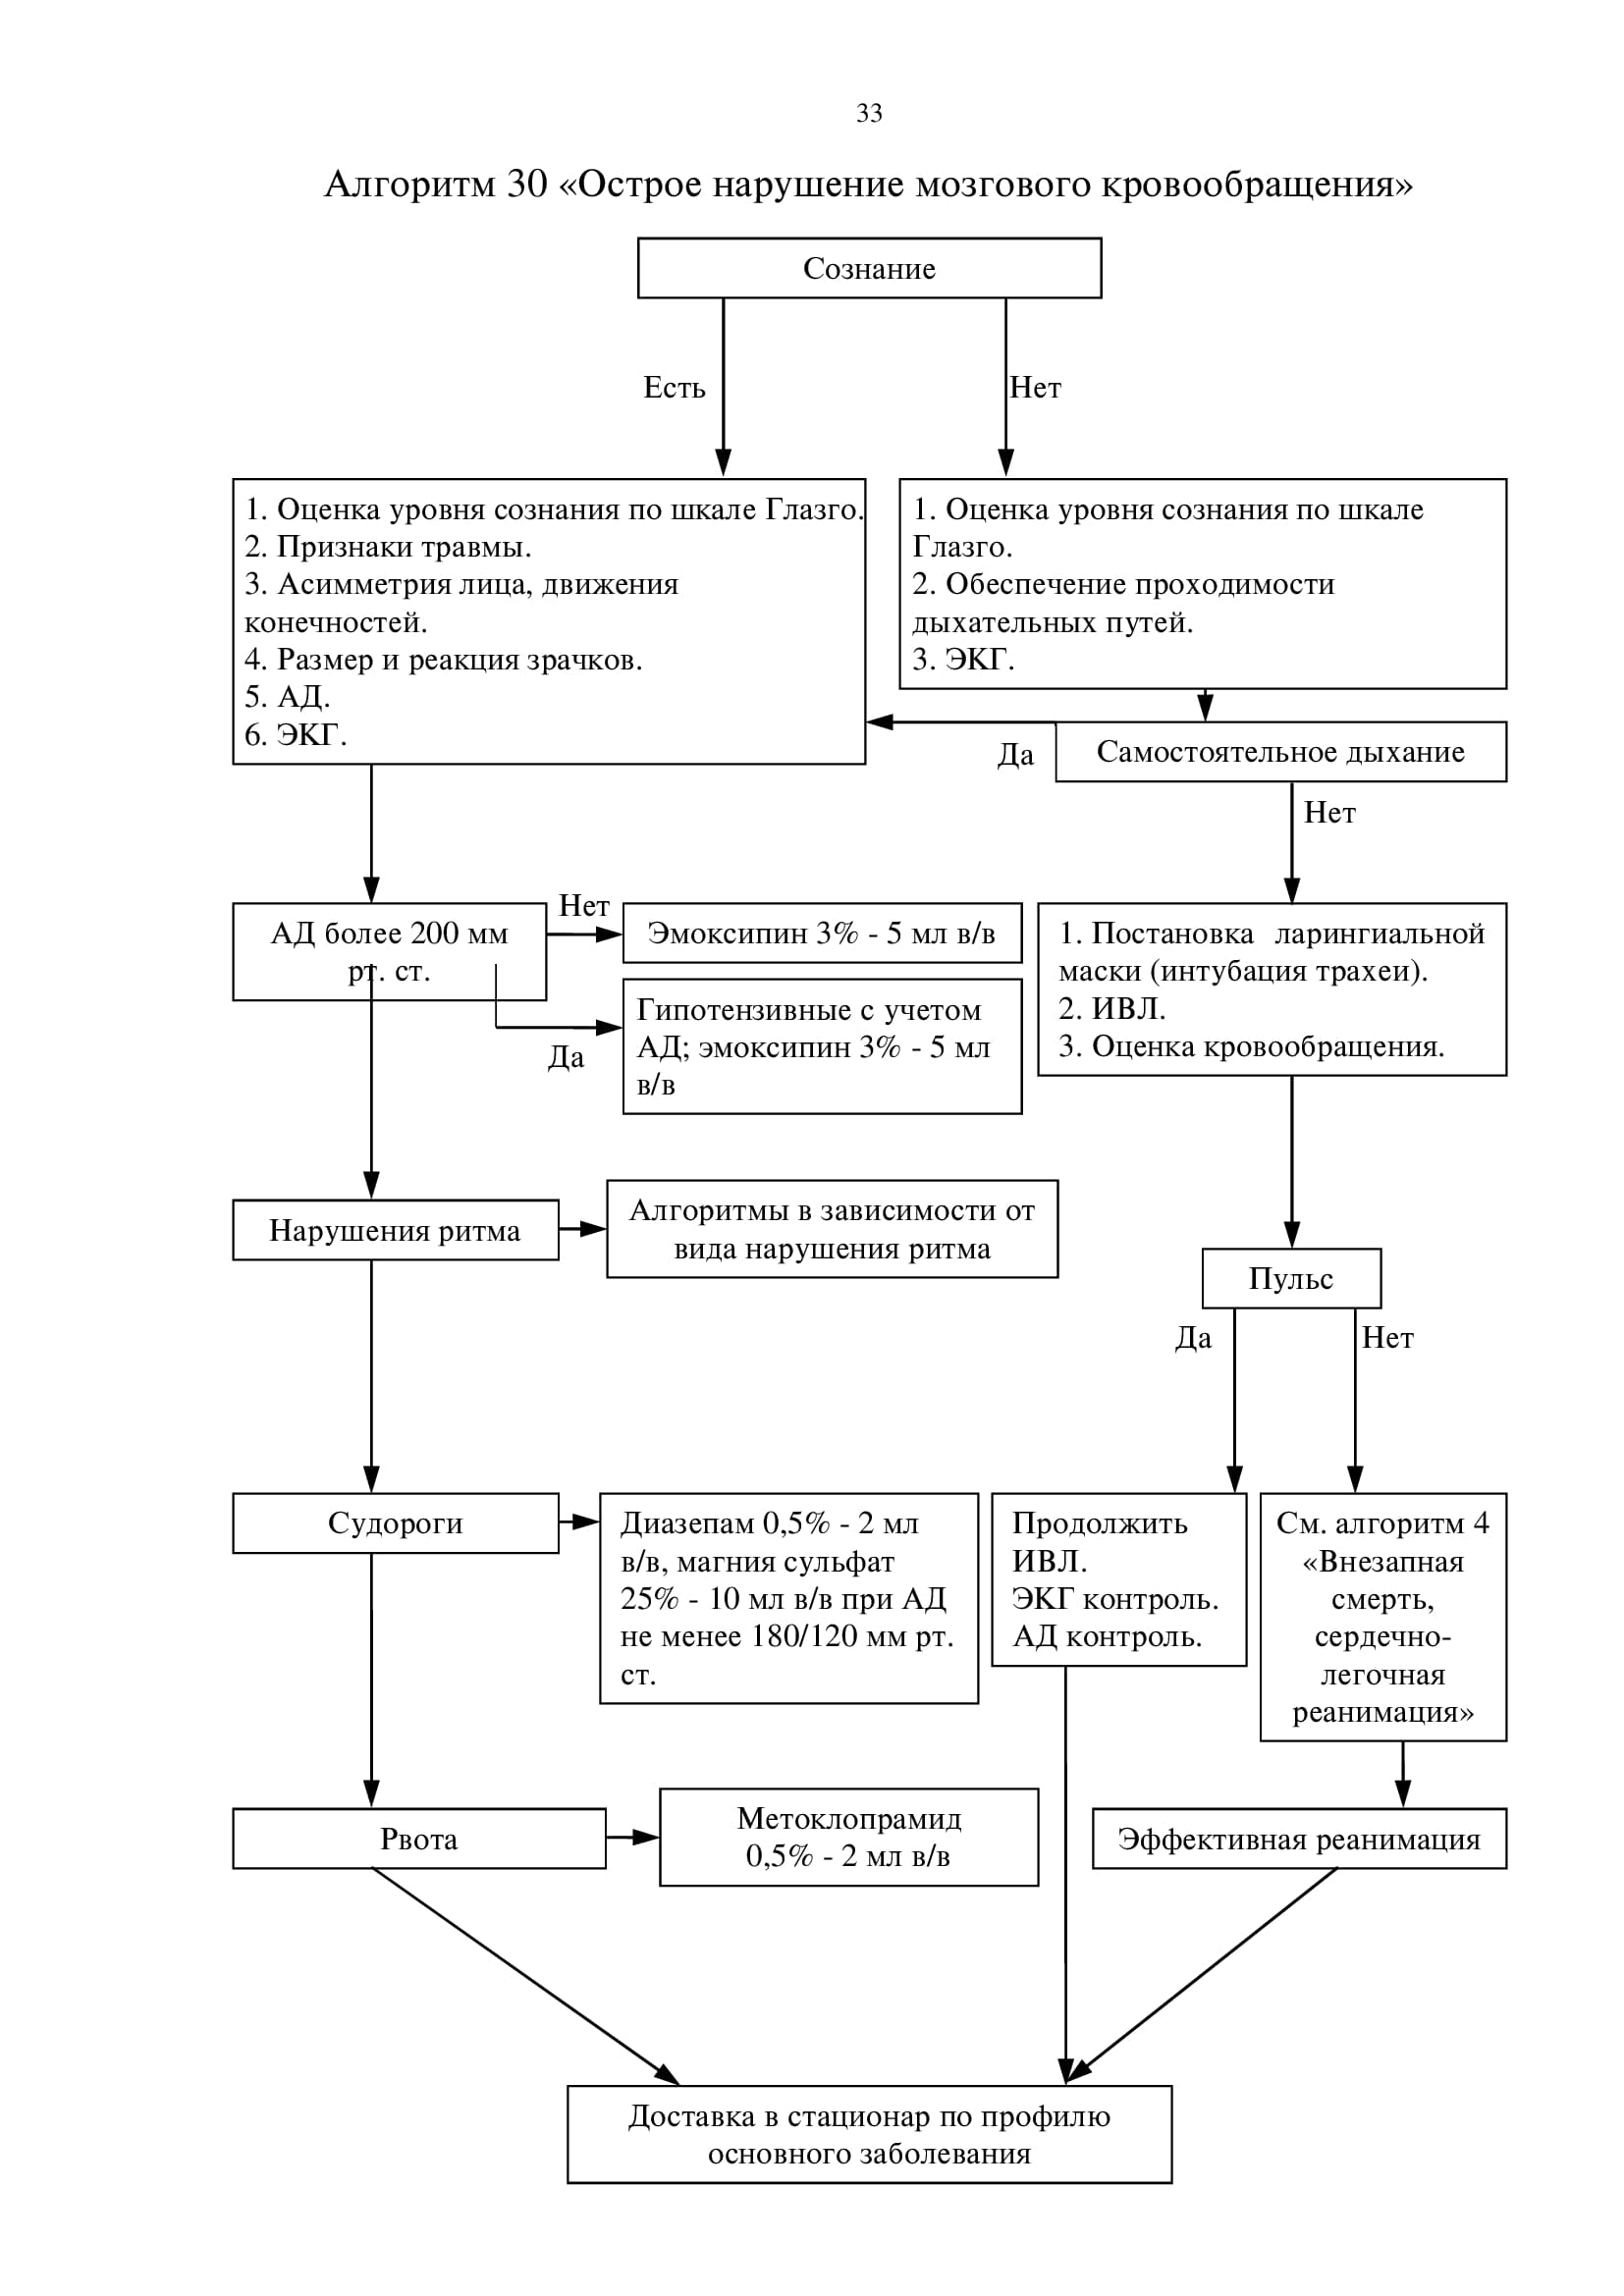 33
Алгоритм 30 «Острое нарушение мозгового кровообращения»
Сознание
Есть
Нет
1. Оценка уровня сознания по шкале Глазго.
2. Признаки травмы.
3. Асимметрия лица, движения
конечностей.
4. Размер и реакция зрачков.
5. АД.
6. ЭКГ.
1. Оценка уровня сознания по шкале
Глазго.
2. Обеспечение проходимости
дыхательных путей.
3. ЭКГ.
Да
Самостоятельное дыхание
Нет
АД более 200 мм
рт. ст.
Нет
Эмоксипин 3% - 5 мл в/в
Да
Гипотензивные с учетом
АД; эмоксипин 3% - 5 мл
в/в
1. Постановка ларингиальной
маски (интубация трахеи).
2. ИВЛ.
3. Оценка кровообращения.
Нарушения ритма
Алгоритмы в зависимости от
вида нарушения ритма
Пульс
Да
Нет
Судороги
Диазепам 0,5% - 2 мл
в/в, магния сульфат
25% - 10 мл в/в при АД
не менее 180/120 мм рт.
ст.
Продолжить
ИВЛ.
ЭКГ контроль.
АД контроль.
См. алгоритм 4
«Внезапная
смерть,
сердечно-
легочная
реанимация»
Рвота
Метоклопрамид
0,5% - 2 мл в/в
Эффективная реанимация
Доставка в стационар по профилю
основного заболевания